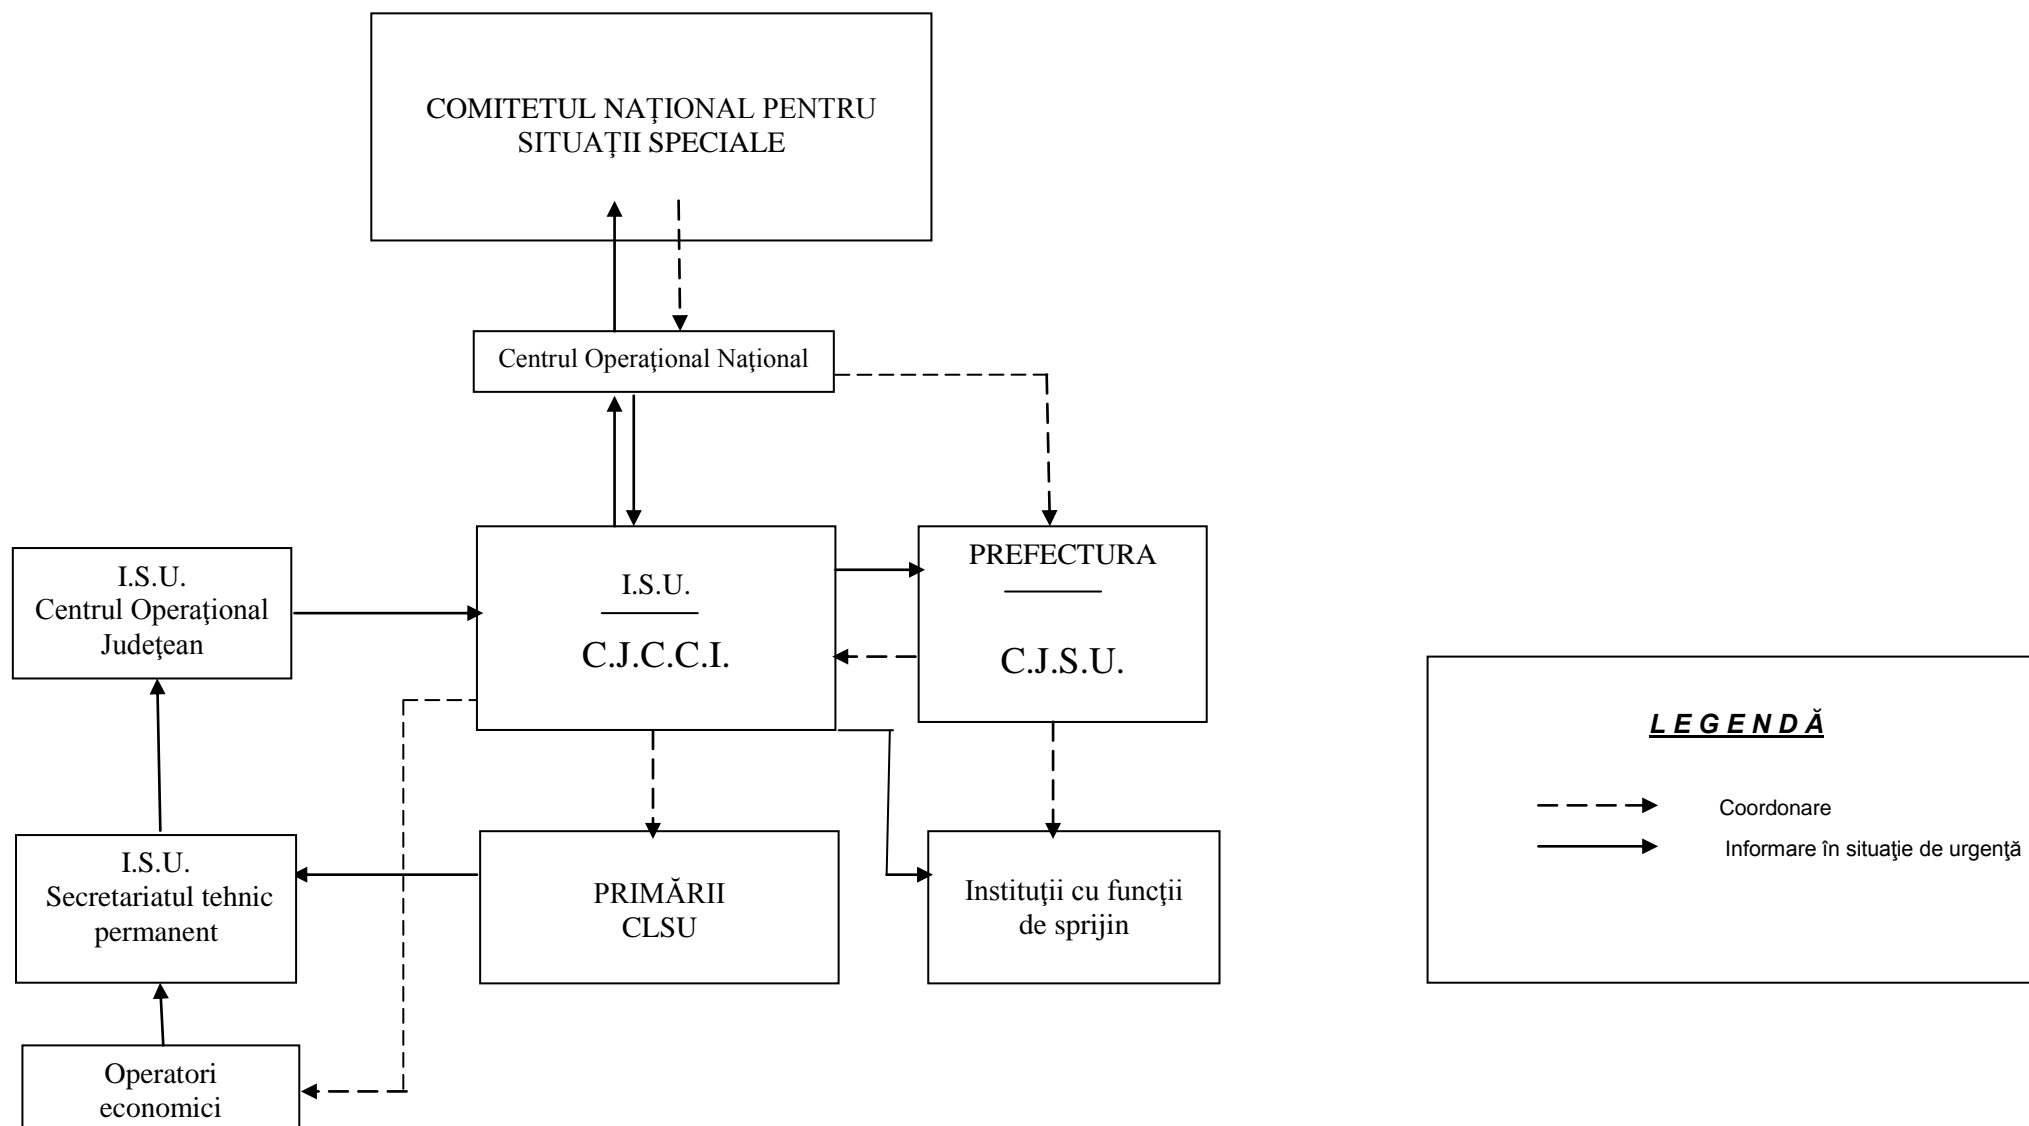 COMITETUL NAŢIONAL PENTRU
SITUAŢII SPECIALE
Centrul Operaţional Naţional
I.S.U.
Centrul Operaţional
Judeţean
I.S.U.
C.J.C.C.I.
PREFECTURA
C.J.S.U.
L E G E N D Ă
Coordonare
Informare în situaţie de urgenţă
I.S.U.
Secretariatul tehnic
permanent
PRIMĂRII
CLSU
Instituţii cu funcţii
de sprijin
Operatori
economici